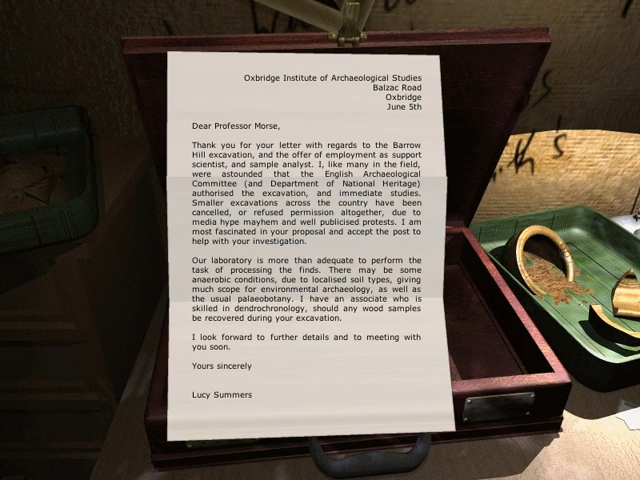 Oxbridge Institute of Archaeological Studies
Balzac Road
Oxbridge
June 5th
Dear Professor Morse,
Thank you for your letter with regards to the Barrow
Hill excavation, and the offer of employment as support
scientist, and sample analyst. I, like many in the field,
were astounded that the English Archaeological
Committee (and Department of National Heritage)
authorised the excavation, and immediate studies.
Smaller excavations across the country have been
cancelled, or refused permission altogether, due to
media hype mayhem and well publicised protests. I am
most fascinated in your proposal and accept the post to
help with your investigation.
Our laboratory is more than adequate to perform the
task of processing the finds. There may be some
anaerobic conditions, due to localised soil types, giving
much scope for environmental archaeology, as well as
the usual palaeobotany. I have an associate who is
skilled in dendrochronology, should any wood samples
be recovered during your excavation.
I look forward to further details and to meeting with
you soon.
Yours sincerely
Lucy Summers